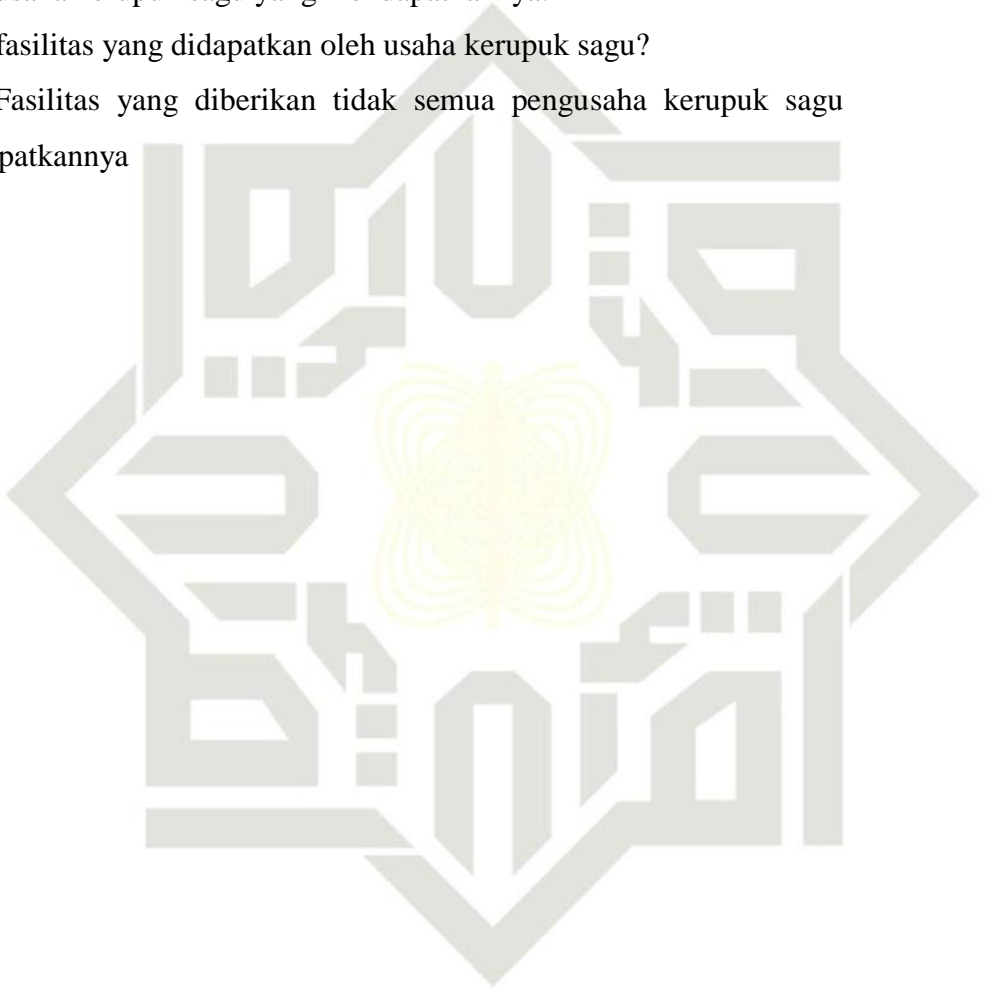 fasilitas yang didapatkan oleh usaha kerupuk sagu?
Fasilitas yang diberikan tidak semua pengusaha kerupuk sagu
patkannya